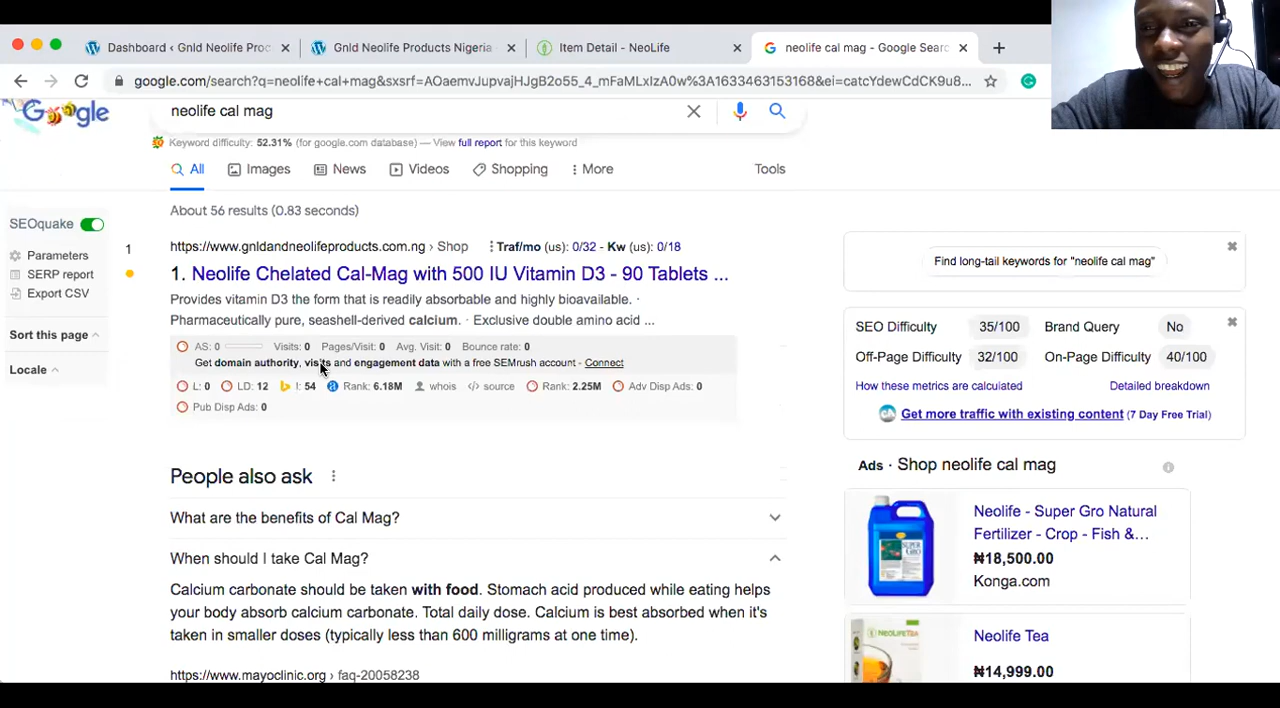 Dashboard ‹ Gnld Neolife Proc
Gnld Neolife Products Nigeria
Item Detail - NeoLife
neolife cal mag - Google Searc
google.com/search?q=neolife+cal+mag&sxsrf=AOaemvJupvajHJgB2o55_4_mFaMLxIzA0w%3A1633463153168&ei=catcYdewCdCK9u8...
Google
neolife cal mag
Keyword difficulty: 52.31% (for google.com database) — View full report for this keyword
All
Images
News
Videos
Shopping
More
Tools
About 56 results (0.83 seconds)
SEOquake
Parameters
SERP report
Export CSV
Sort this page
Locale
1
https://www.gnldandneolifeproducts.com.ng › Shop
Traf/mo (us): 0/32 - Kw (us): 0/18
1. Neolife Chelated Cal-Mag with 500 IU Vitamin D3 - 90 Tablets ...
Provides vitamin D3 the form that is readily absorbable and highly bioavailable. ·
Pharmaceutically pure, seashell-derived calcium. · Exclusive double amino acid ...
AS: 0 Visits: 0 Pages/Visit: 0 Avg. Visit: 0 Bounce rate: 0
Get domain authority, visits and engagement data with a free SEMrush account - Connect
L: 0 LD: 12 I: 54 Rank: 6.18M whois </> source Rank: 2.25M Adv Disp Ads: 0
Pub Disp Ads: 0
People also ask
What are the benefits of Cal Mag?
When should I take Cal Mag?
Calcium carbonate should be taken with food. Stomach acid produced while eating helps
your body absorb calcium carbonate. Total daily dose. Calcium is best absorbed when it's
taken in smaller doses (typically less than 600 milligrams at one time).
https://www.mayoclinic.org › faq-20058238
Find long-tail keywords for "neolife cal mag"
SEO Difficulty 35/100 Brand Query No
Off-Page Difficulty 32/100 On-Page Difficulty 40/100
How these metrics are calculated
Detailed breakdown
Get more traffic with existing content (7 Day Free Trial)
Ads · Shop neolife cal mag
SUPER GRO
Neolife - Super Gro Natural
Fertilizer - Crop - Fish &...
₦18,500.00
Konga.com
NEOLIFETEA
Neolife Tea
₦14,999.00